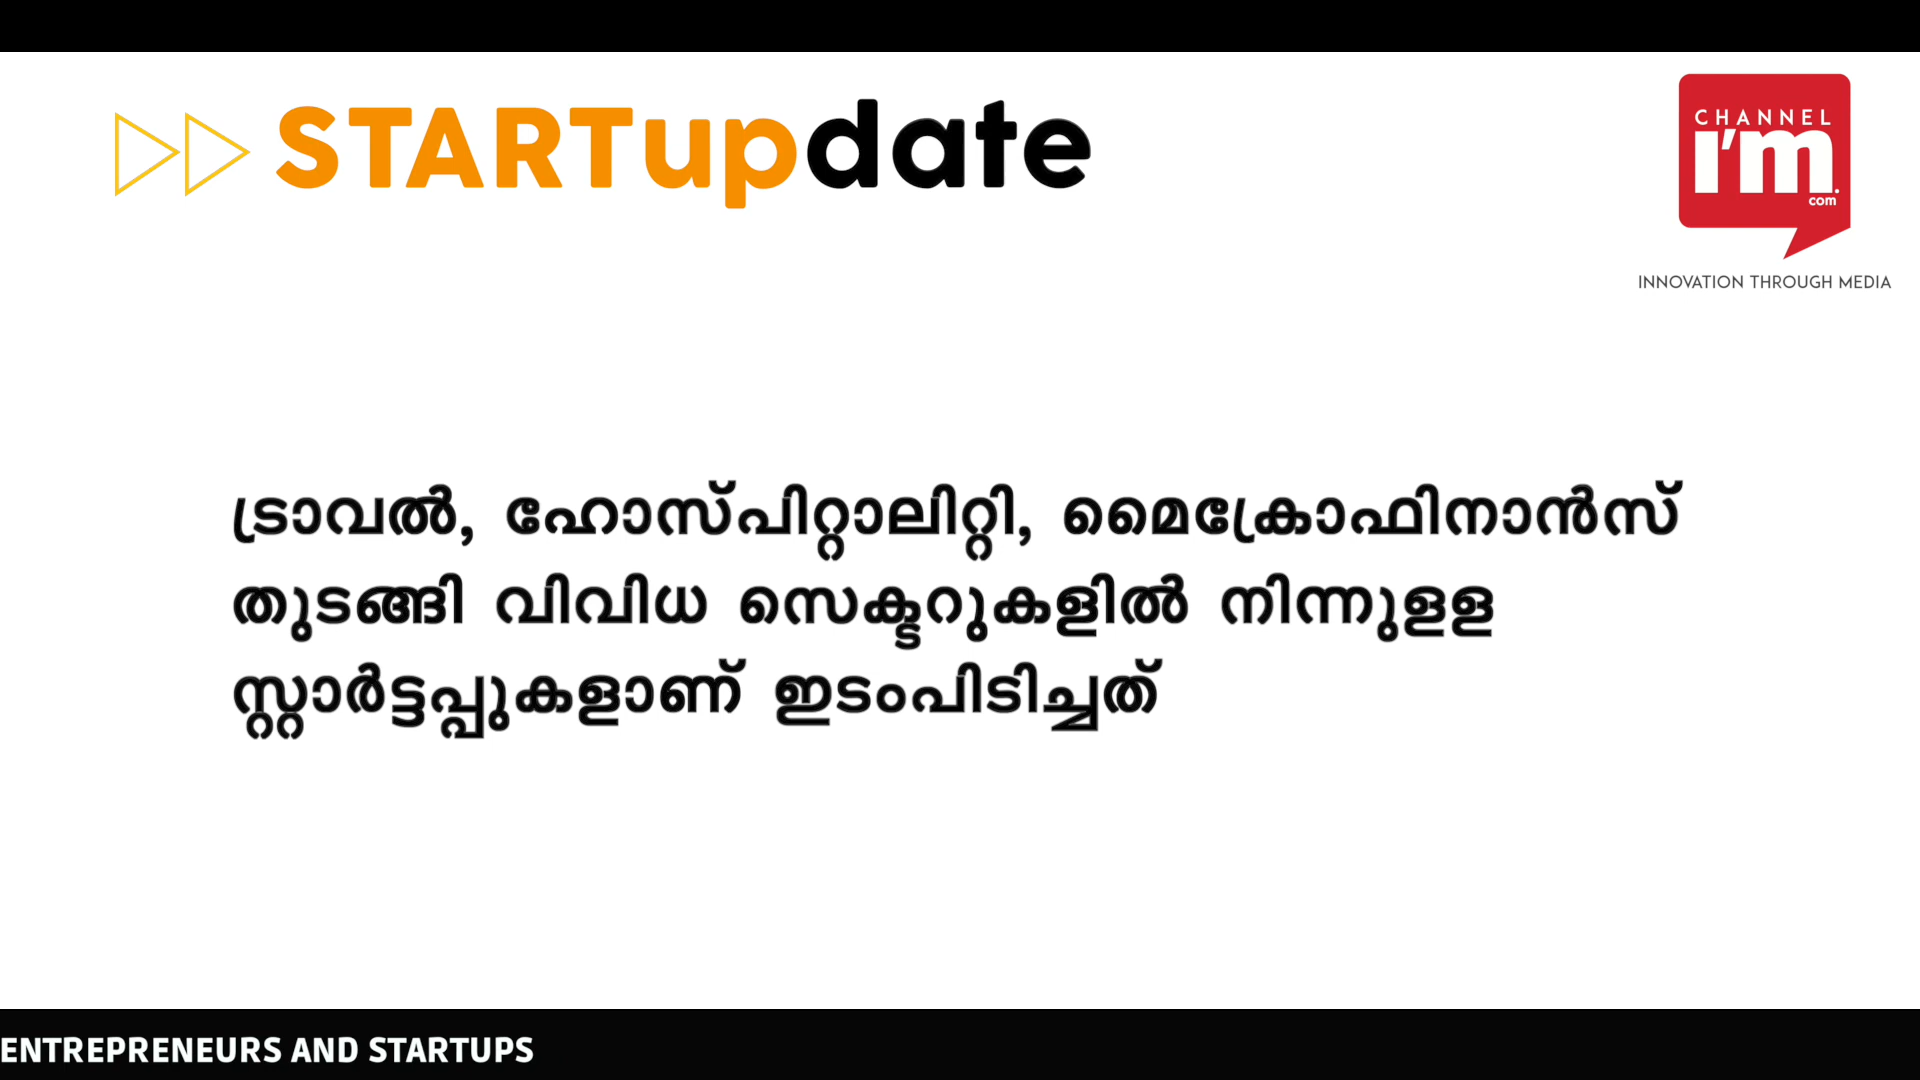 STARTupdate
CHANNEL
I'm.
com
INNOVATION THROUGH MEDIA
ട്രാവൽ, ഹോസ്പിറ്റാലിറ്റി, മൈക്രോഫിനാൻസ്
തുടങ്ങി വിവിധ സെക്ടറുകളിൽ നിന്നുളള
സ്റ്റാർട്ടപ്പുകളാണ് ഇടംപിടിച്ചത്
ENTREPRENEURS AND STARTUPS